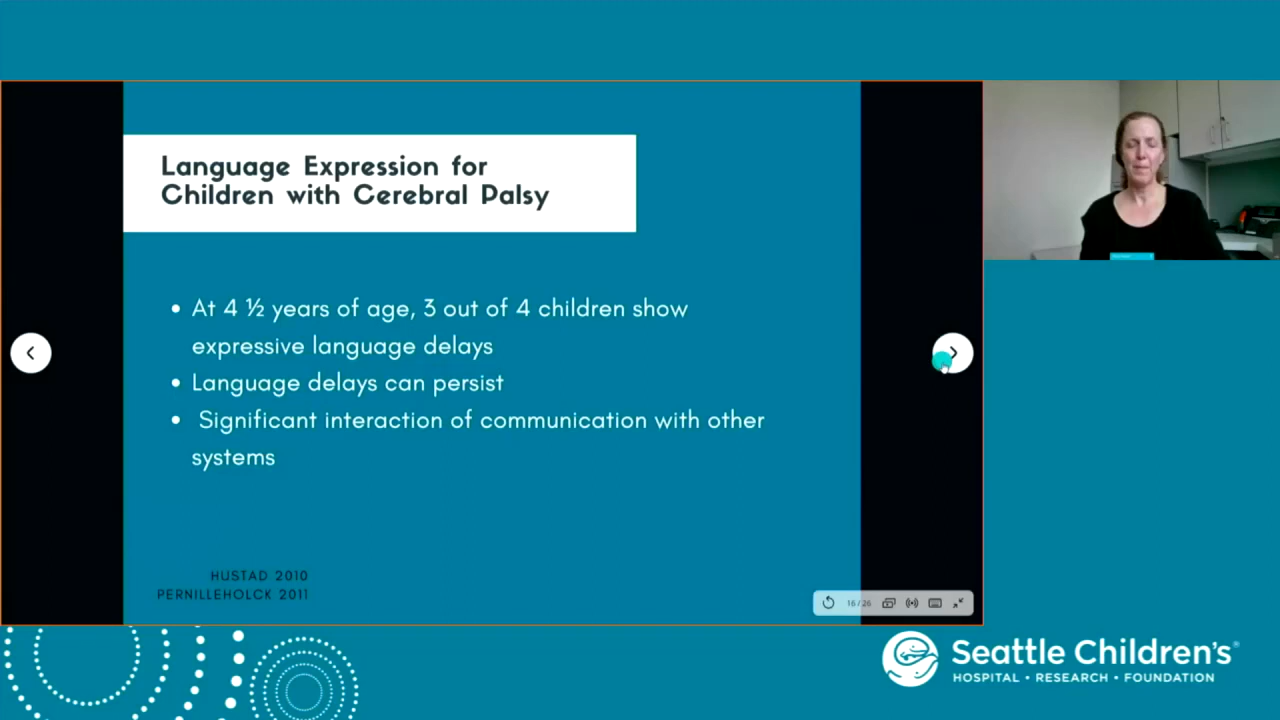 Language Expression for
Children with Cerebral Palsy
• At 4 ½ years of age, 3 out of 4 children show
expressive language delays
• Language delays can persist
• Significant interaction of communication with other
systems
HUSTAD 2010
PERNILLEHOLCK 2011
16 / 26
Seattle Children's®
HOSPITAL • RESEARCH • FOUNDATION